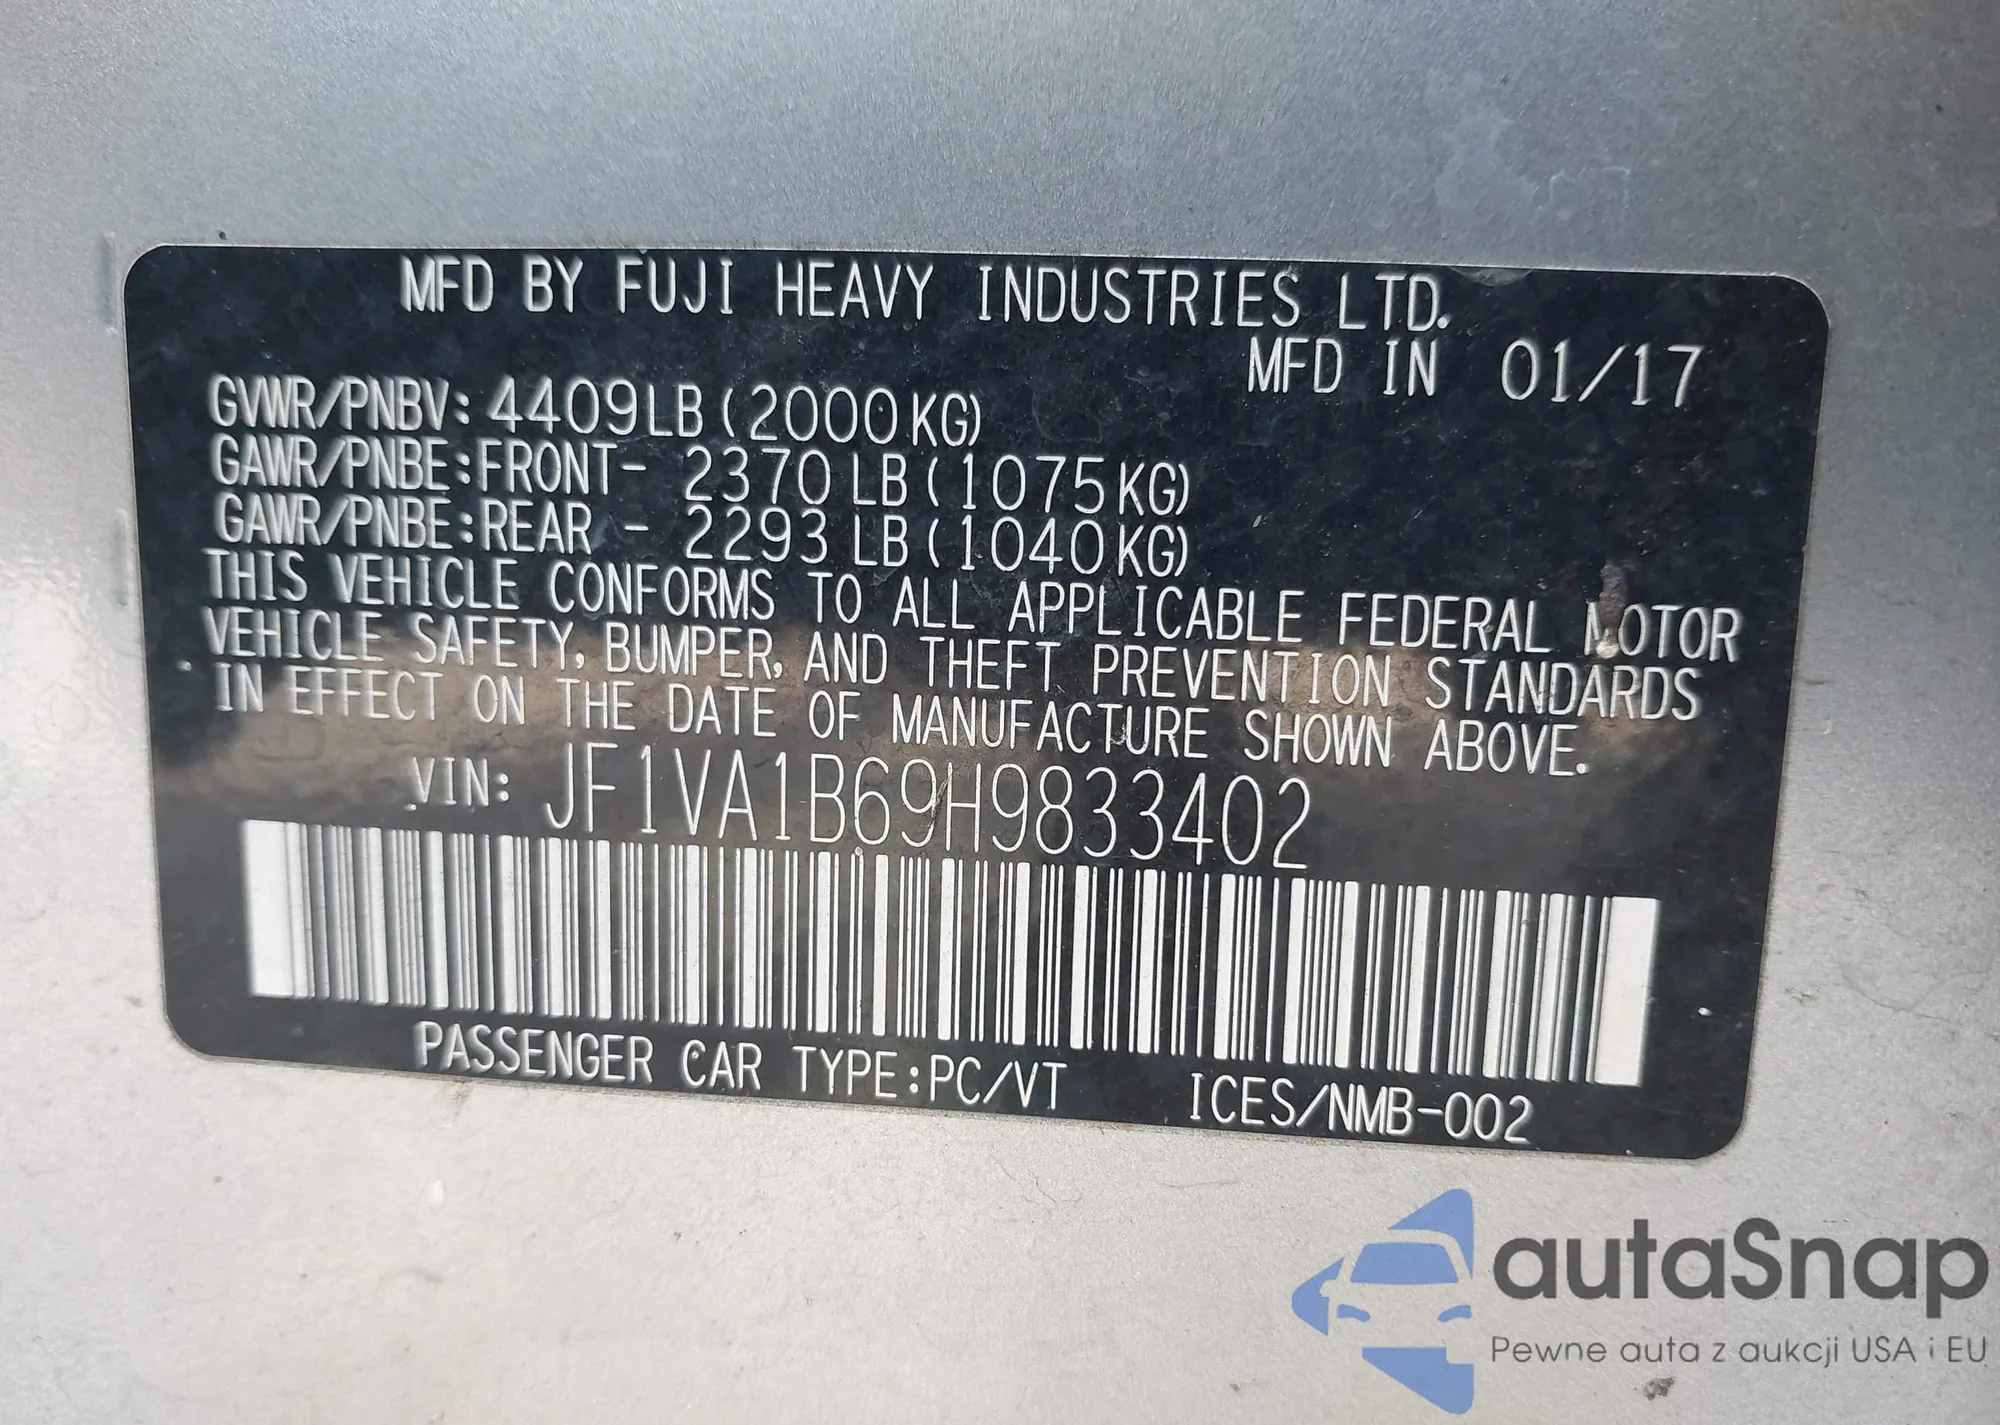 MFD BY FUJI HEAVY INDUSTRIES LTD.
MFD IN 01/17
GVWR/PNBV: 4409LB (2000KG)
GAWR/PNBE:FRONT- 2370 LB (1075KG)
GAWR/PNBE:REAR - 2293 LB (1040KG)
THIS VEHICLE CONFORMS TO ALL APPLICABLE FEDERAL MOTOR
VEHICLE SAFETY, BUMPER, AND THEFT PREVENTION STANDARDS
IN EFFECT ON THE DATE OF MANUFACTURE SHOWN ABOVE.
VIN: JF1VA1B69H9833402
PASSENGER CAR TYPE:PC/VT ICES/NMB-002
autaSnap
Pewne auta z aukcji USA i EU